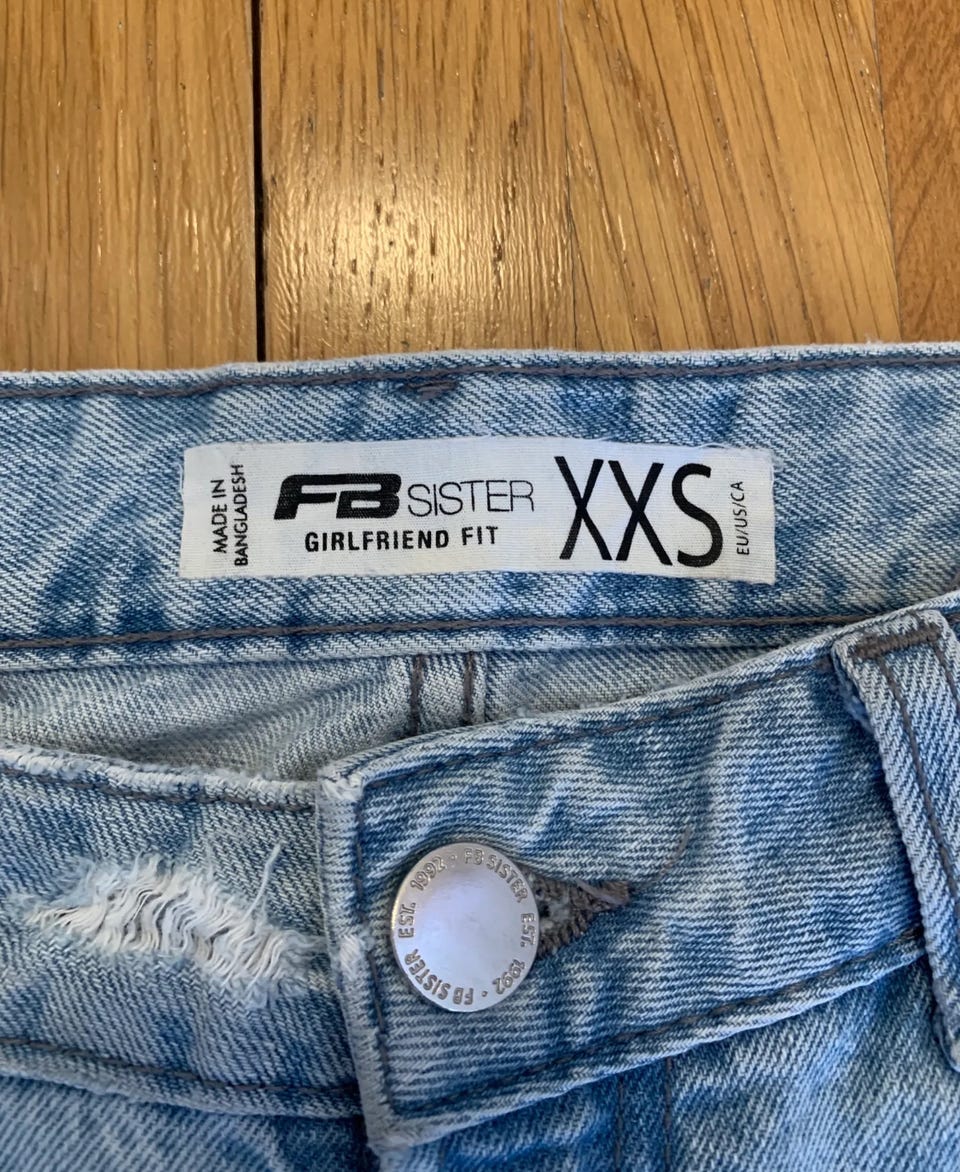 MADE IN
BANGLADESH
FB SISTER
GIRLFRIEND FIT
XXS
EU/US/CA
FB SISTER EST. 1992 · FB SISTER EST. 1992 ·